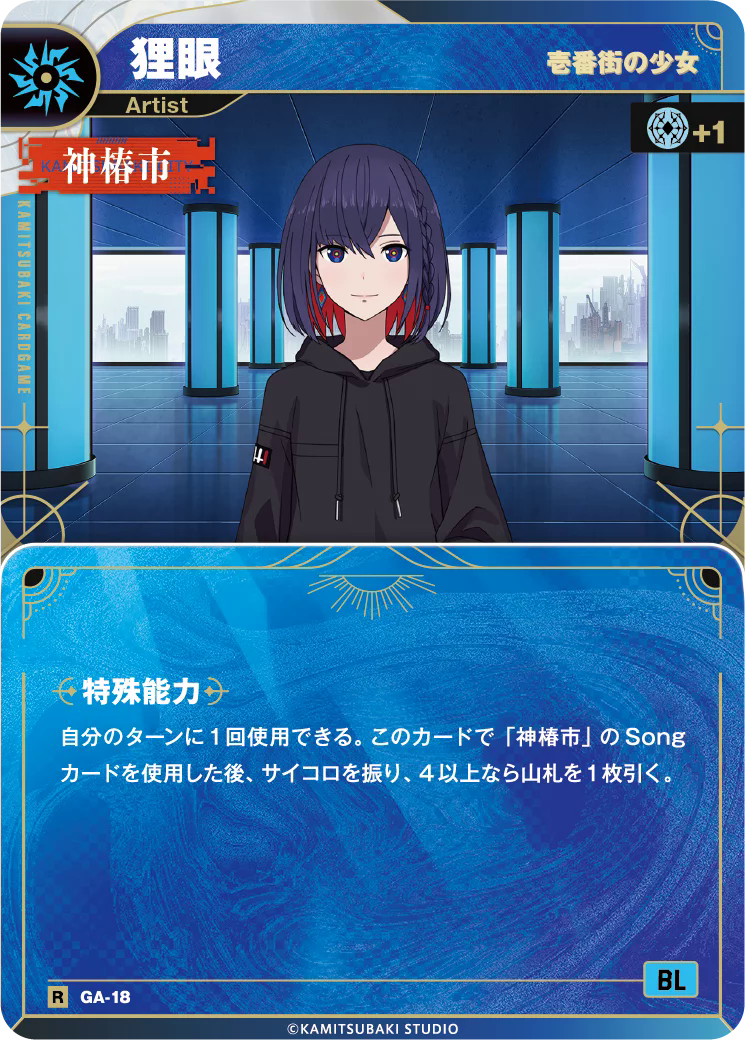 狸眼
壱番街の少女
Artist
+1
KAMITSUBAKI CITY
神椿市
KAMITSUBAKI CARDGAME
特殊能力
自分のターンに1回使用できる。このカードで「神椿市」のSong
カードを使用した後、サイコロを振り、4以上なら山札を1枚引く。
BL
R GA-18
©KAMITSUBAKI STUDIO